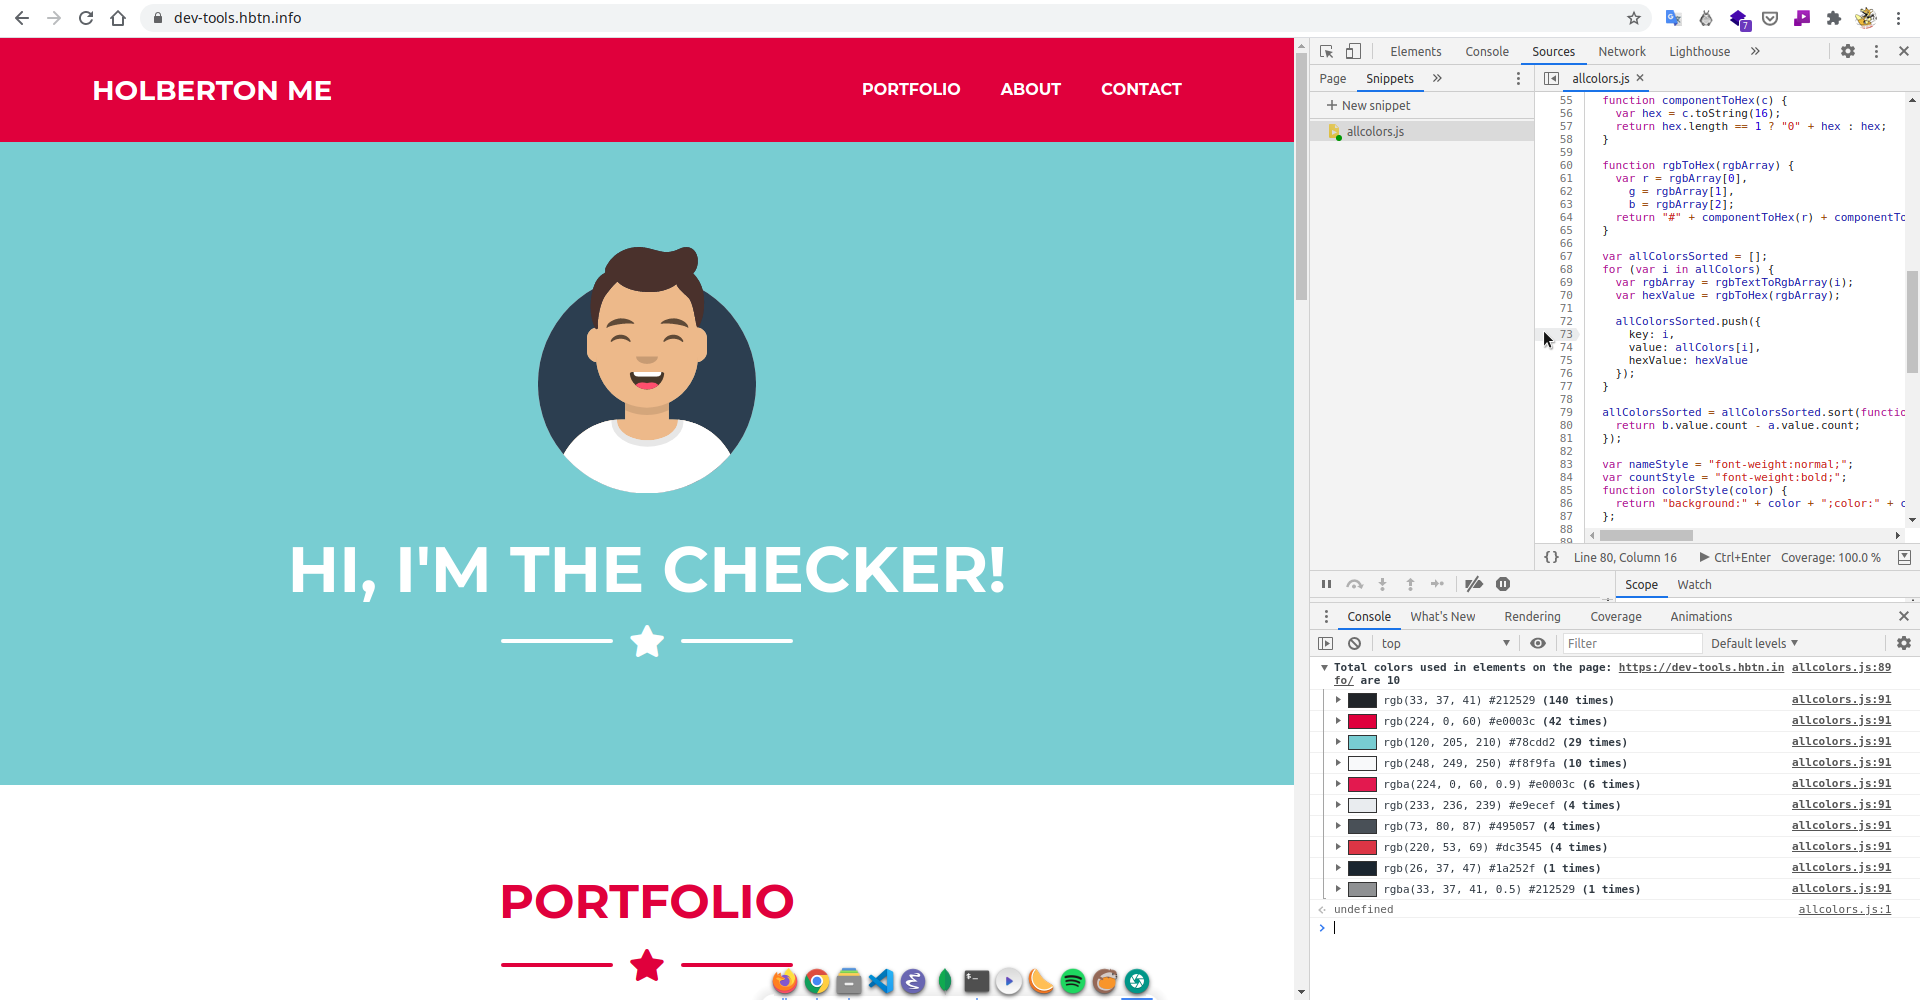 dev-tools.hbtn.info
7
HOLBERTON ME
PORTFOLIO
ABOUT
CONTACT
HI, I'M THE CHECKER!
PORTFOLIO
Elements
Console
Sources
Network
Lighthouse
Page
Snippets
allcolors.js
New snippet
allcolors.js
55 function componentToHex(c) {
56 var hex = c.toString(16);
57 return hex.length == 1 ? "0" + hex : hex;
58 }
59
60 function rgbToHex(rgbArray) {
61 var r = rgbArray[0],
62 g = rgbArray[1],
63 b = rgbArray[2];
64 return "#" + componentToHex(r) + componentTo
65 }
66
67 var allColorsSorted = [];
68 for (var i in allColors) {
69 var rgbArray = rgbTextToRgbArray(i);
70 var hexValue = rgbToHex(rgbArray);
71
72 allColorsSorted.push({
73 key: i,
74 value: allColors[i],
75 hexValue: hexValue
76 });
77 }
78
79 allColorsSorted = allColorsSorted.sort(functio
80 return b.value.count - a.value.count;
81 });
82
83 var nameStyle = "font-weight:normal;";
84 var countStyle = "font-weight:bold;";
85 function colorStyle(color) {
86 return "background:" + color + ";color:" + c
87 };
88
89
{} Line 80, Column 16 Ctrl+Enter Coverage: 100.0 %
Scope
Watch
Console
What's New
Rendering
Coverage
Animations
top
Filter
Default levels
Total colors used in elements on the page: https://dev-tools.hbtn.in allcolors.js:89
fo/ are 10
rgb(33, 37, 41) #212529 (140 times) allcolors.js:91
rgb(224, 0, 60) #e0003c (42 times) allcolors.js:91
rgb(120, 205, 210) #78cdd2 (29 times) allcolors.js:91
rgb(248, 249, 250) #f8f9fa (10 times) allcolors.js:91
rgba(224, 0, 60, 0.9) #e0003c (6 times) allcolors.js:91
rgb(233, 236, 239) #e9ecef (4 times) allcolors.js:91
rgb(73, 80, 87) #495057 (4 times) allcolors.js:91
rgb(220, 53, 69) #dc3545 (4 times) allcolors.js:91
rgb(26, 37, 47) #1a252f (1 times) allcolors.js:91
rgba(33, 37, 41, 0.5) #212529 (1 times) allcolors.js:91
undefined allcolors.js:1